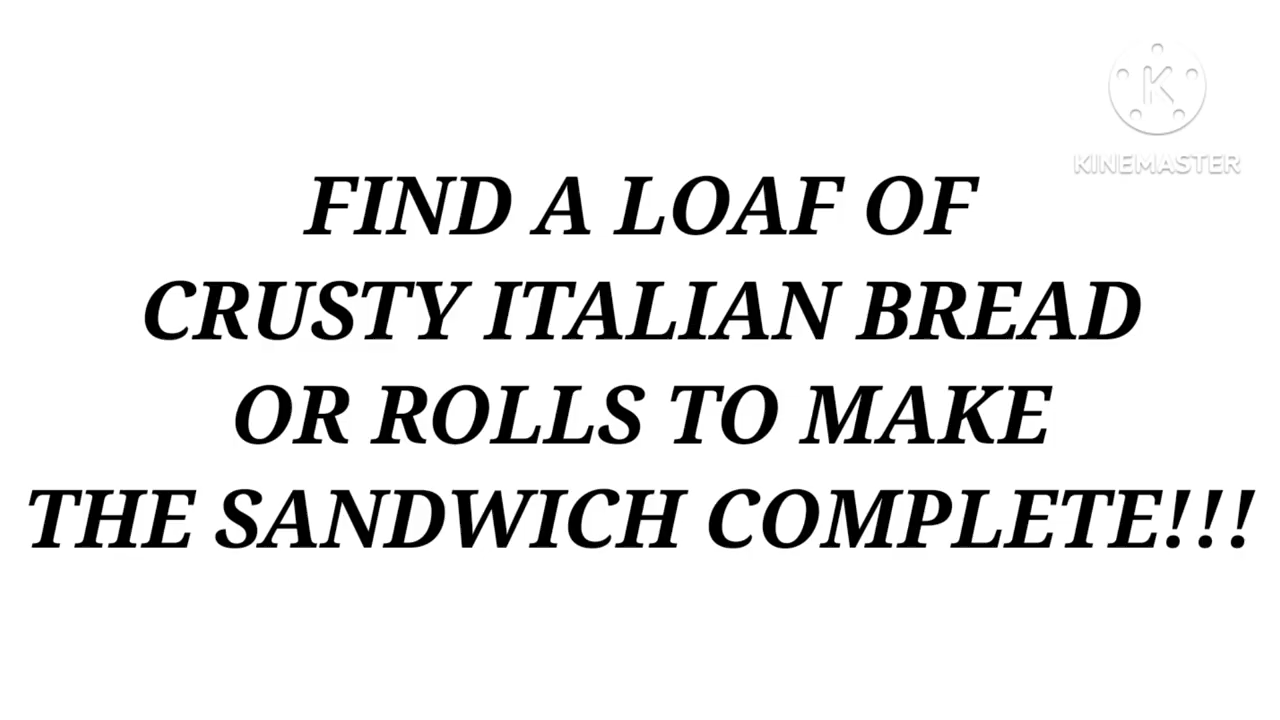 K
KINEMASTER
FIND A LOAF OF
CRUSTY ITALIAN BREAD
OR ROLLS TO MAKE
THE SANDWICH COMPLETE!!!